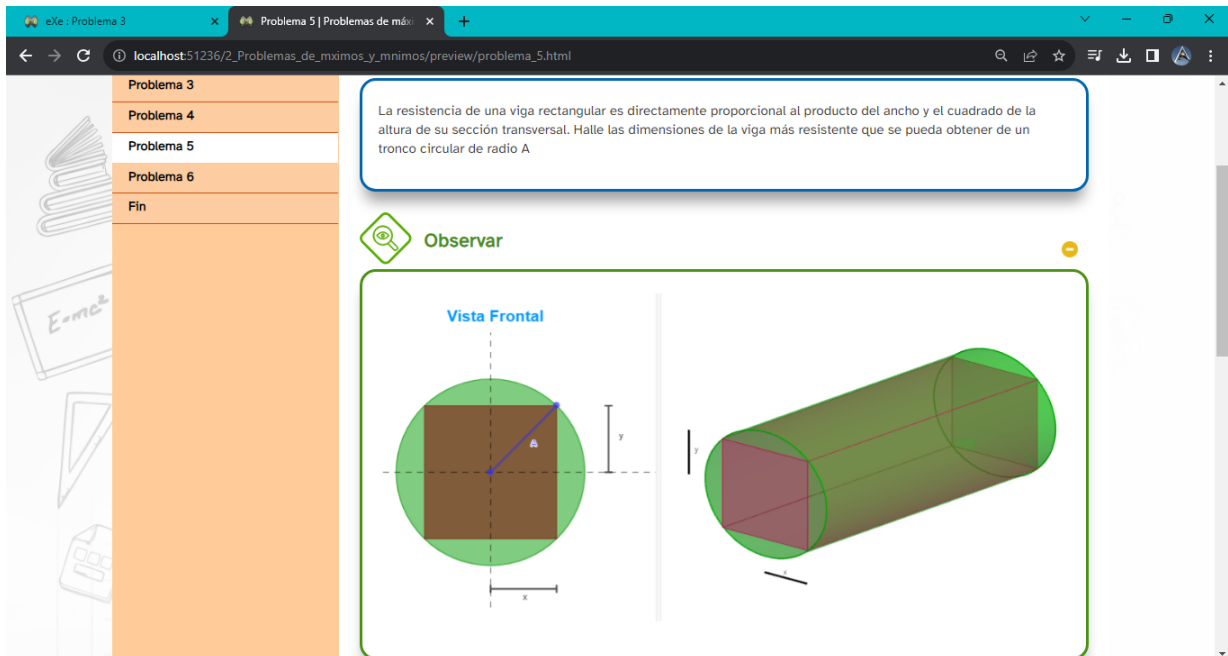 eXe : Problema 3
Problema 5 | Problemas de máxi
localhost:51236/2_Problemas_de_mximos_y_mnimos/preview/problema_5.html
Problema 3
Problema 4
Problema 5
Problema 6
Fin
E=mc²
La resistencia de una viga rectangular es directamente proporcional al producto del ancho y el cuadrado de la
altura de su sección transversal. Halle las dimensiones de la viga más resistente que se pueda obtener de un
tronco circular de radio A
Observar
Vista Frontal
A
y
x
y
x